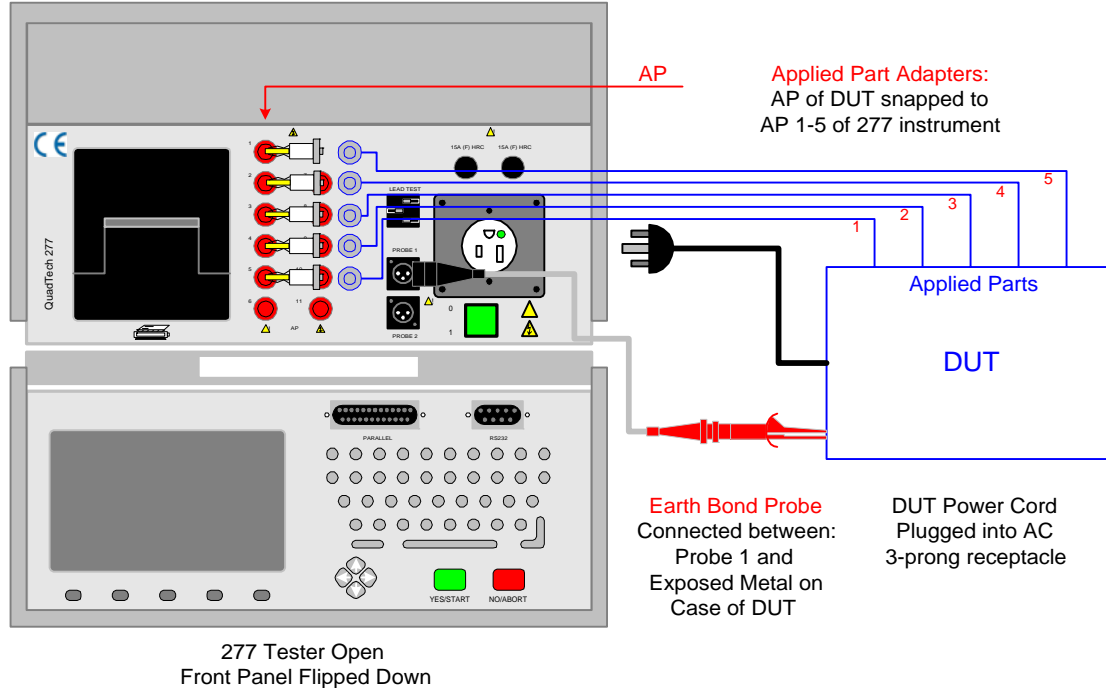 AP
Applied Part Adapters:
AP of DUT snapped to
AP 1-5 of 277 instrument
CE
QuadTech 277
1
2
3
4
5
6
10
11
AP
15A (F) HRC
15A (F) HRC
LEAD TEST
PROBE 1
PROBE 2
0
1
1
2
3
4
5
Applied Parts
DUT
PARALLEL
RS232
YES/START
NO/ABORT
Earth Bond Probe
Connected between:
Probe 1 and
Exposed Metal on
Case of DUT
DUT Power Cord
Plugged into AC
3-prong receptacle
277 Tester Open
Front Panel Flipped Down